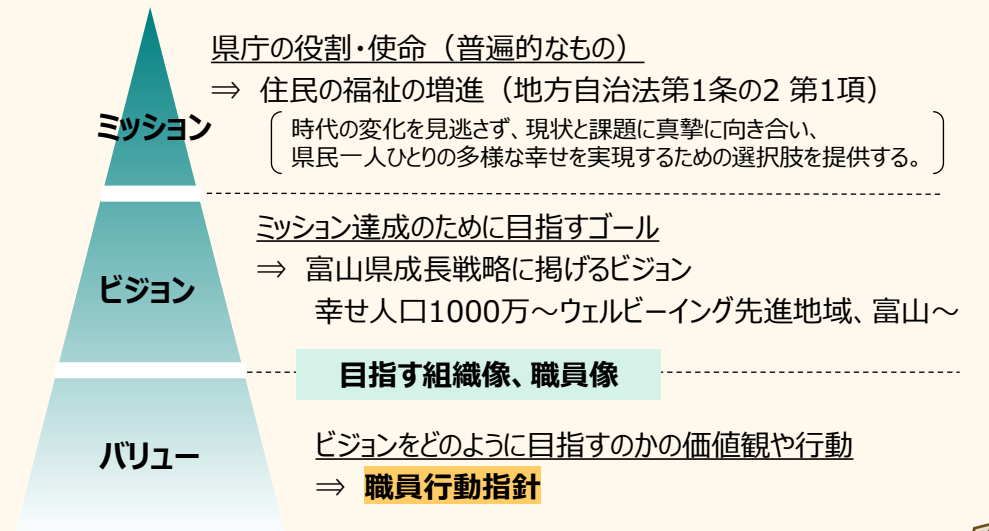 県庁の役割・使命（普遍的なもの）
⇒ 住民の福祉の増進（地方自治法第1条の2 第1項）
ミッション
時代の変化を見逃さず、現状と課題に真摯に向き合い、
県民一人ひとりの多様な幸せを実現するための選択肢を提供する。
ミッション達成のために目指すゴール
⇒ 富山県成長戦略に掲げるビジョン
ビジョン
幸せ人口1000万～ウェルビーイング先進地域、富山～
目指す組織像、職員像
バリュー
ビジョンをどのように目指すのかの価値観や行動
⇒ 職員行動指針